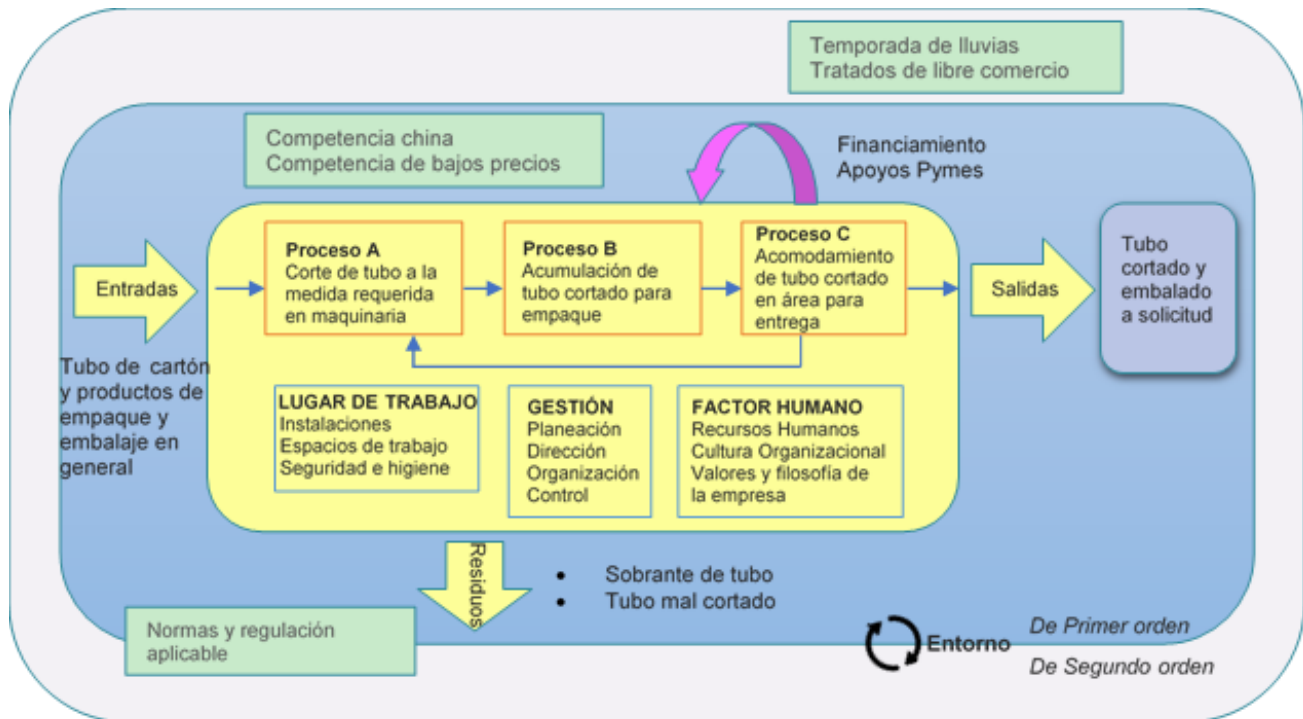 Temporada de lluvias
Tratados de libre comercio
Competencia china
Competencia de bajos precios
Financiamiento
Apoyos Pymes
Entradas
Tubo de cartón
y productos de
empaque y
embalaje en
general
Proceso A
Corte de tubo a la
medida requerida
en maquinaria
Proceso B
Acumulación de
tubo cortado para
empaque
Proceso C
Acomodamiento
de tubo cortado
en área para
entrega
Salidas
Tubo
cortado y
embalado
a solicitud
LUGAR DE TRABAJO
Instalaciones
Espacios de trabajo
Seguridad e higiene
GESTIÓN
Planeación
Dirección
Organización
Control
FACTOR HUMANO
Recursos Humanos
Cultura Organizacional
Valores y filosofía de
la empresa
Residuos
• Sobrante de tubo
• Tubo mal cortado
Normas y regulación
aplicable
Entorno
De Primer orden
De Segundo orden